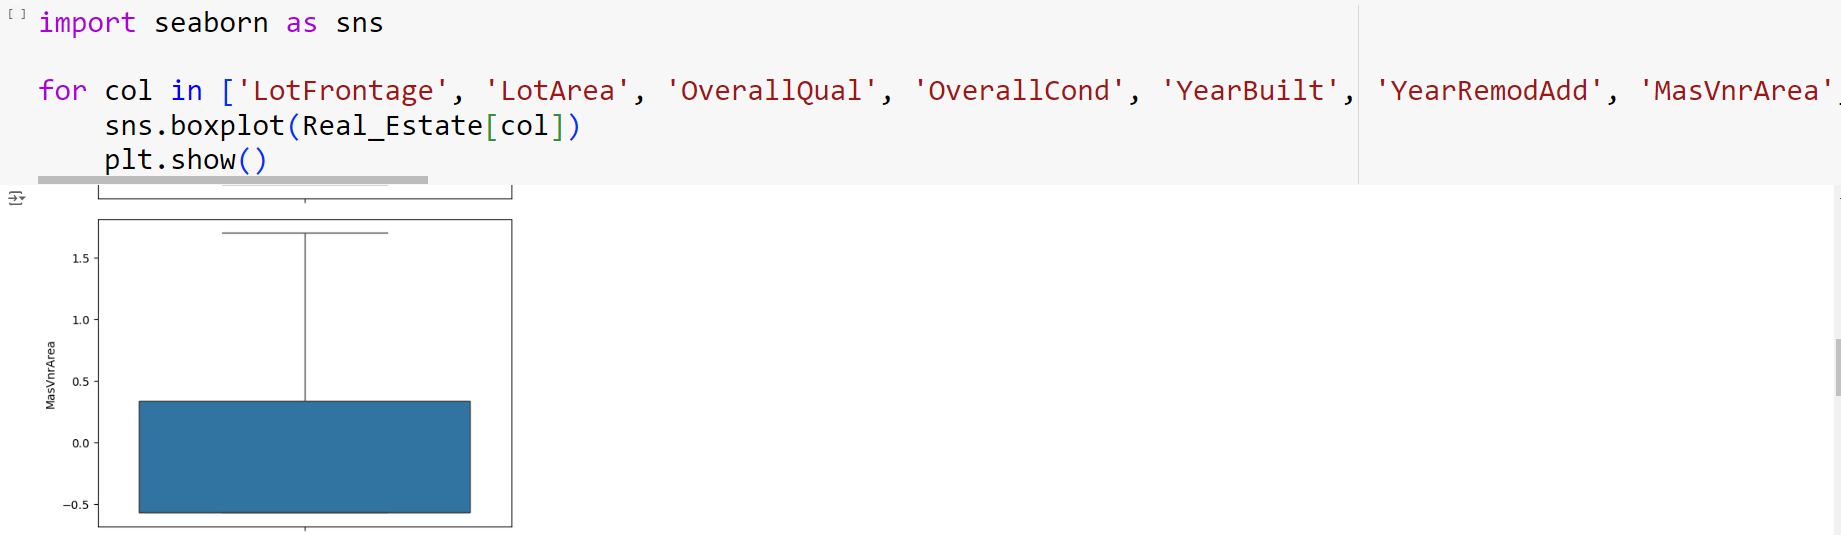 [ ] import seaborn as sns
for col in ['LotFrontage', 'LotArea', 'OverallQual', 'OverallCond', 'YearBuilt', 'YearRemodAdd', 'MasVnrArea',
    sns.boxplot(Real_Estate[col])
    plt.show()
1.5
1.0
0.5
0.0
−0.5
MasVnrArea